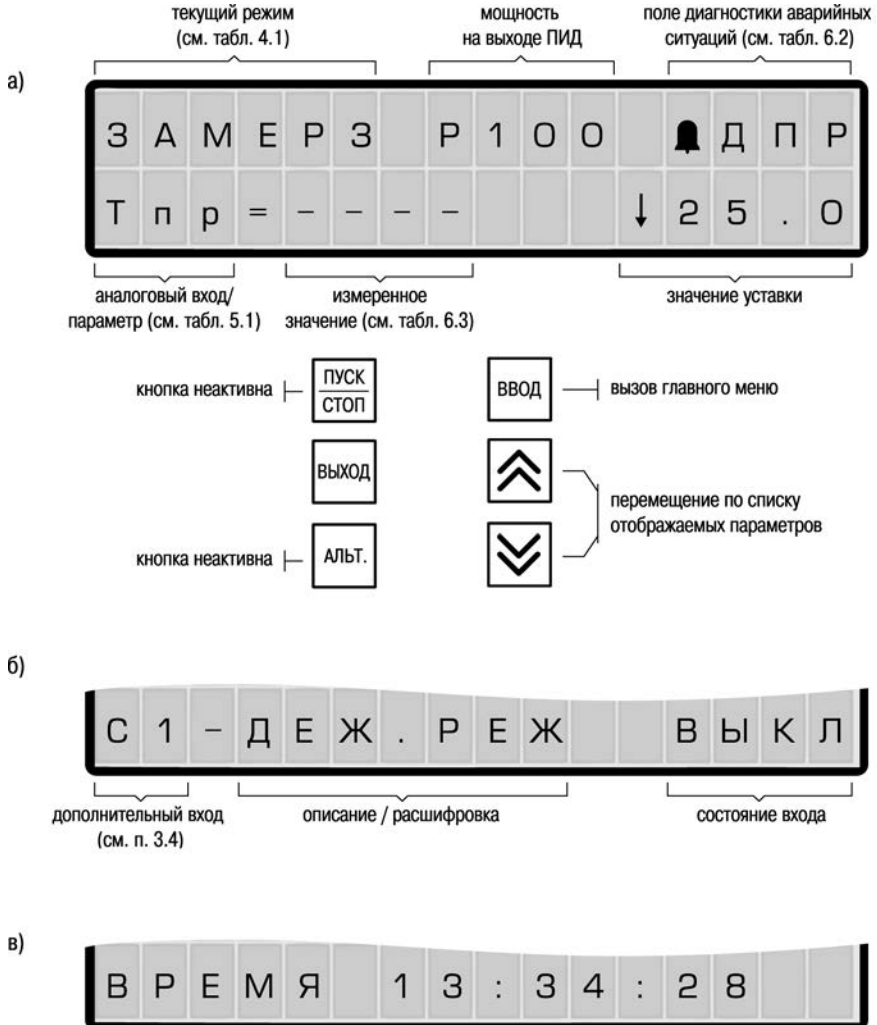 текущий режим
(см. табл. 4.1)
мощность
на выходе ПИД
поле диагностики аварийных
ситуаций (см. табл. 6.2)
а)
ЗАМЕРЗ Р100 ДПР
Тпр=---- ↓25.0
аналоговый вход/
параметр (см. табл. 5.1)
измеренное
значение (см. табл. 6.3)
значение уставки
кнопка неактивна
ПУСК
СТОП
ВВОД
вызов главного меню
ВЫХОД
перемещение по списку
отображаемых параметров
кнопка неактивна
АЛЬТ.
б)
С1-ДЕЖ.РЕЖ ВЫКЛ
дополнительный вход
(см. п. 3.4)
описание / расшифровка
состояние входа
в)
ВРЕМЯ 13:34:28